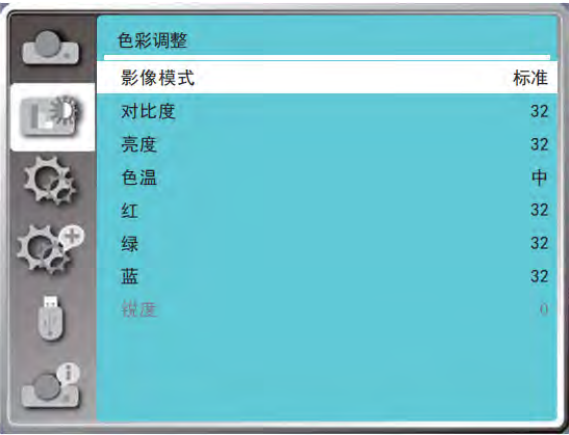 色彩调整
影像模式 标准
对比度 32
亮度 32
色温 中
红 32
绿 32
蓝 32
锐度 0